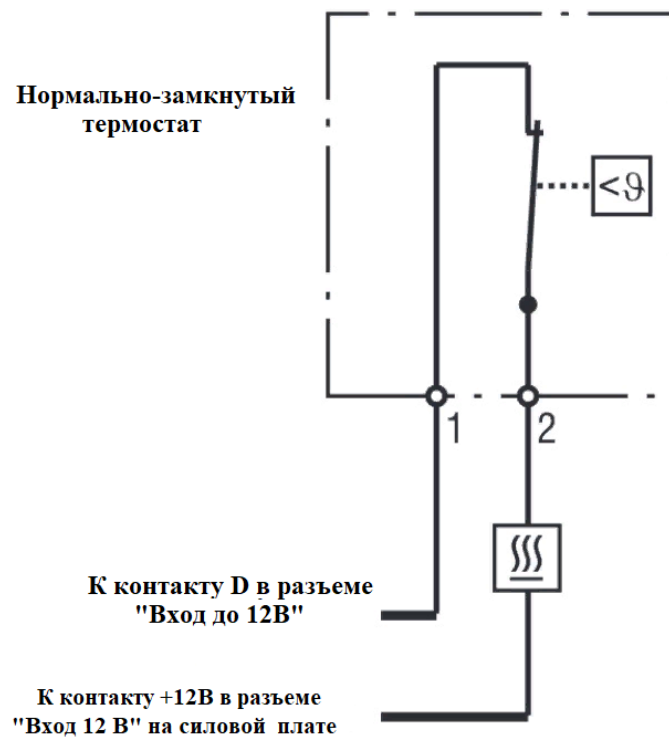 Нормально-замкнутый
термостат
<ϑ
1
2
К контакту D в разъеме
"Вход до 12В"
К контакту +12В в разъеме
"Вход 12 В" на силовой плате